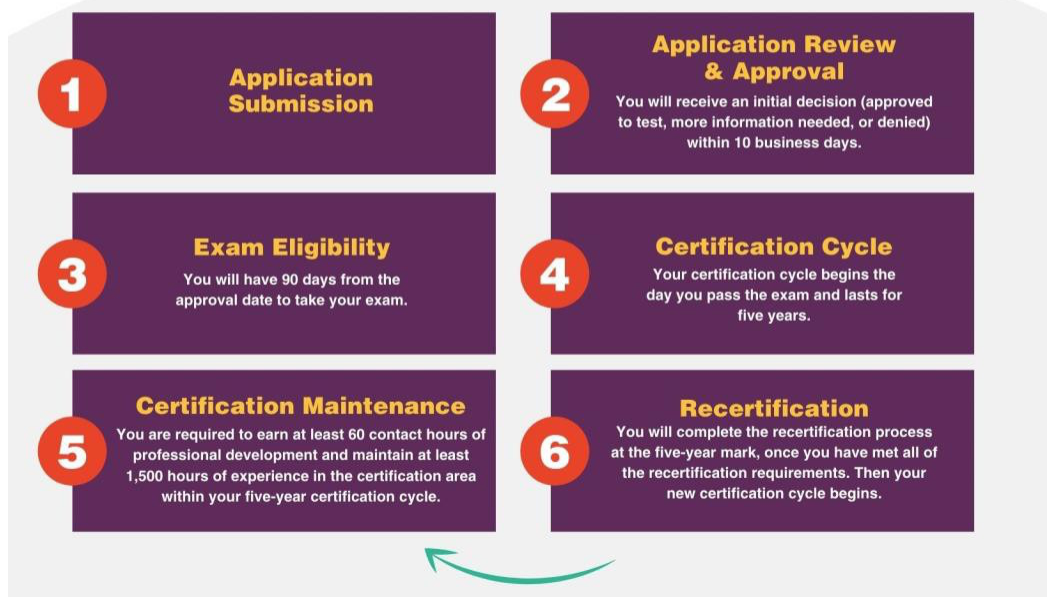 1
Application
Submission
2
Application Review
& Approval
You will receive an initial decision (approved
to test, more information needed, or denied)
within 10 business days.
3
Exam Eligibility
You will have 90 days from the
approval date to take your exam.
4
Certification Cycle
Your certification cycle begins the
day you pass the exam and lasts for
five years.
5
Certification Maintenance
You are required to earn at least 60 contact hours of
professional development and maintain at least
1,500 hours of experience in the certification area
within your five-year certification cycle.
6
Recertification
You will complete the recertification process
at the five-year mark, once you have met all of
the recertification requirements. Then your
new certification cycle begins.